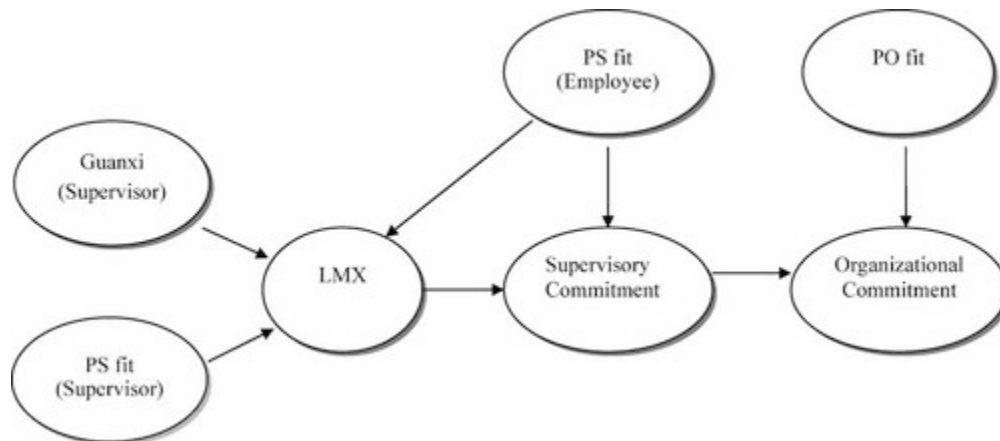 PS fit
(Employee)
PO fit
Guanxi
(Supervisor)
LMX
Supervisory
Commitment
Organizational
Commitment
PS fit
(Supervisor)